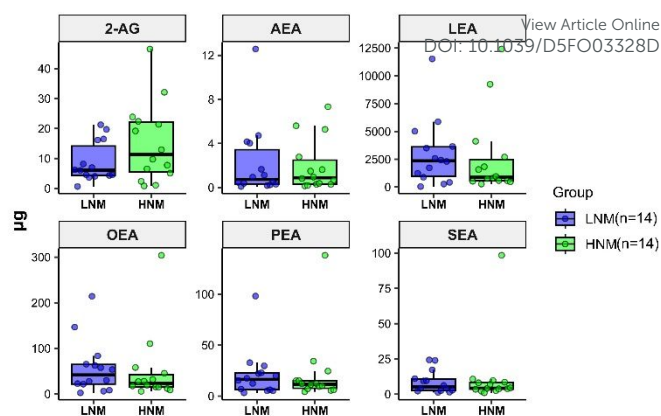 View Article Online
DOI: 10.1039/D5FO03328D
2-AG
AEA
LEA
40
30
20
10
0
LNM HNM
12
8
4
0
LNM HNM
12500
10000
7500
5000
2500
0
LNM HNM
µg
OEA
PEA
SEA
300
200
100
0
LNM HNM
100
50
0
LNM HNM
100
75
50
25
0
LNM HNM
Group
LNM(n=14)
HNM(n=14)